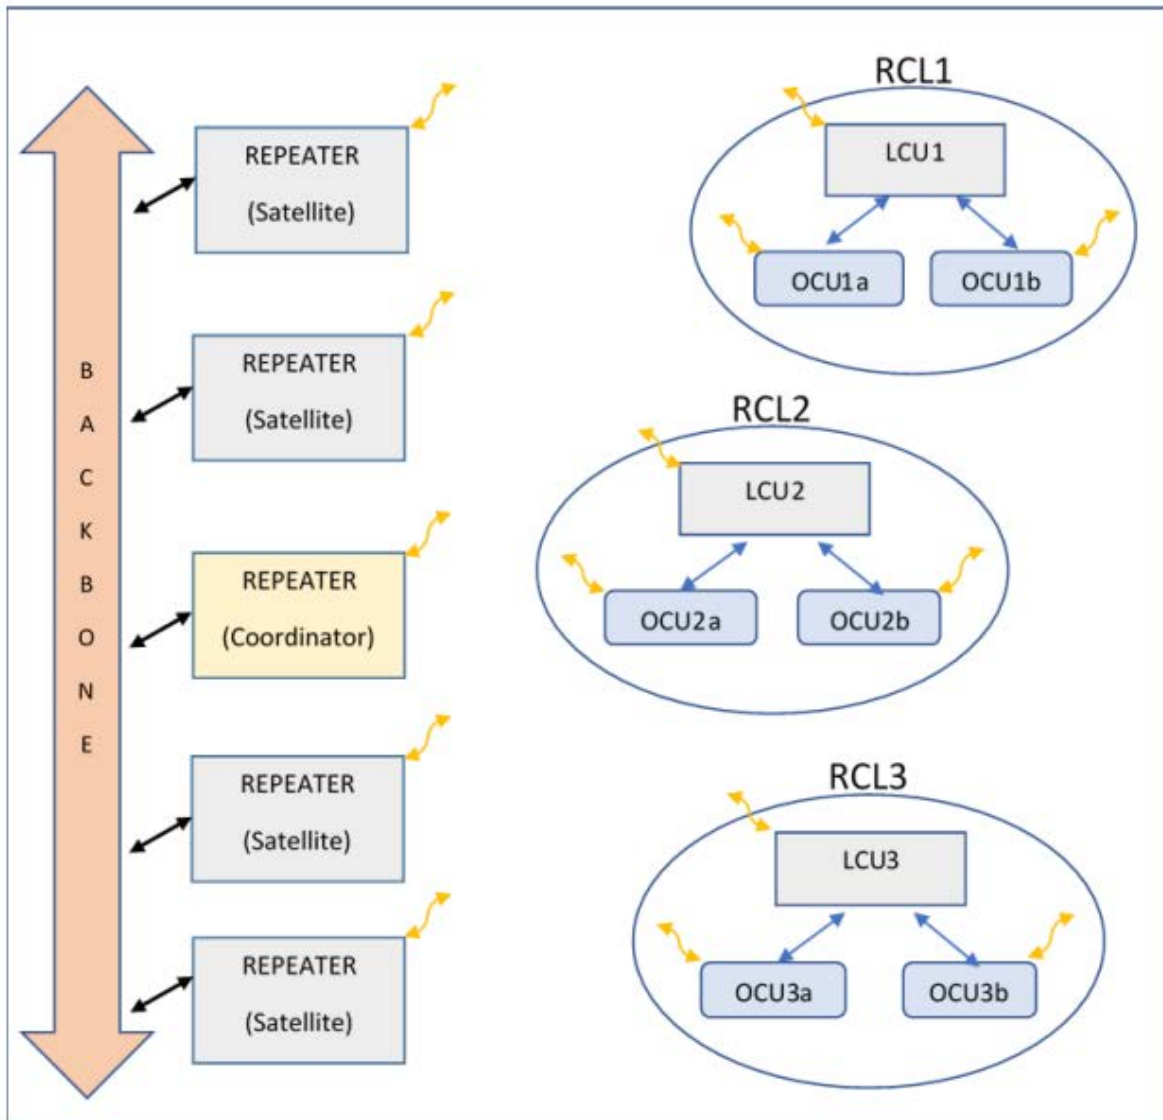 BACKBONE
REPEATER
(Satellite)
REPEATER
(Satellite)
REPEATER
(Coordinator)
REPEATER
(Satellite)
REPEATER
(Satellite)
RCL1
LCU1
OCU1a
OCU1b
RCL2
LCU2
OCU2a
OCU2b
RCL3
LCU3
OCU3a
OCU3b